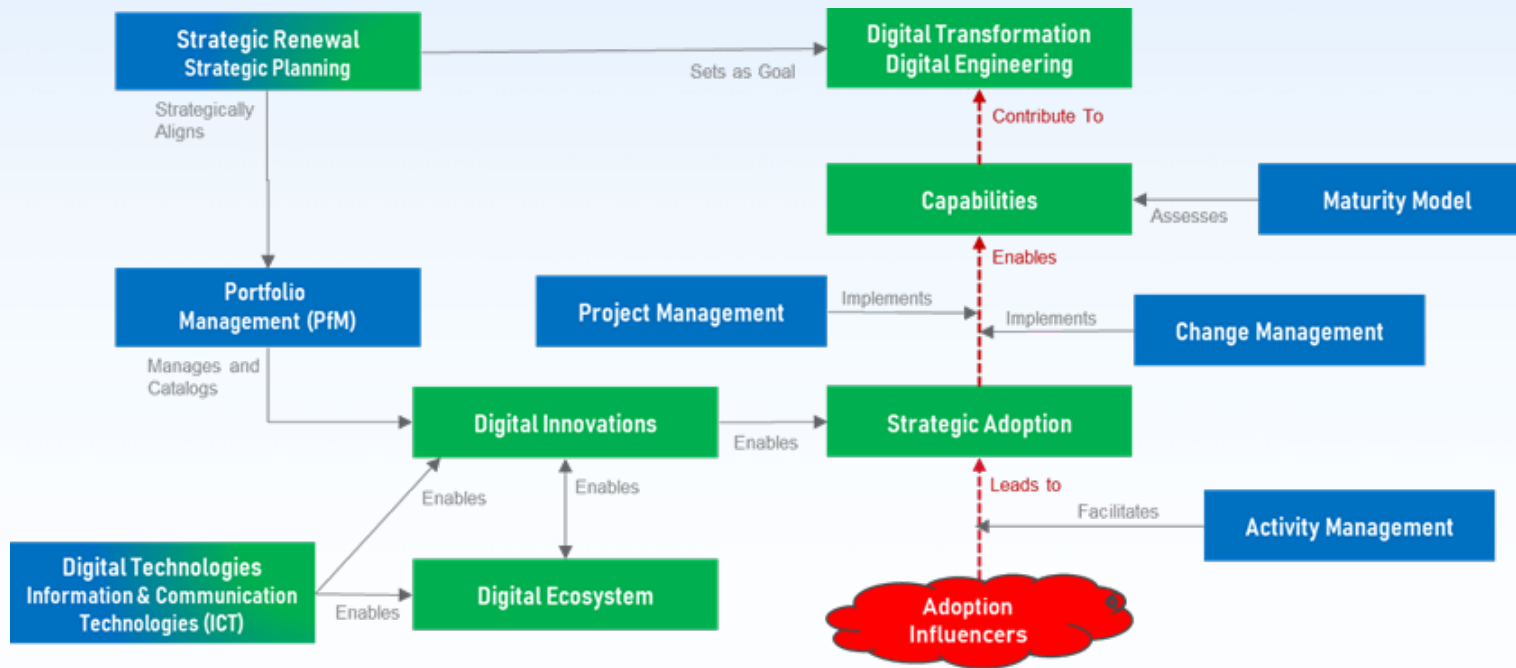 Strategic Renewal
Strategic Planning
Digital Transformation
Digital Engineering
Sets as Goal
Strategically
Aligns
Contribute To
Capabilities
Assesses
Maturity Model
Enables
Portfolio
Management (PfM)
Project Management
Implements
Implements
Change Management
Manages and
Catalogs
Digital Innovations
Enables
Strategic Adoption
Enables
Enables
Leads to
Facilitates
Activity Management
Digital Technologies
Information & Communication
Technologies (ICT)
Enables
Digital Ecosystem
Adoption
Influencers